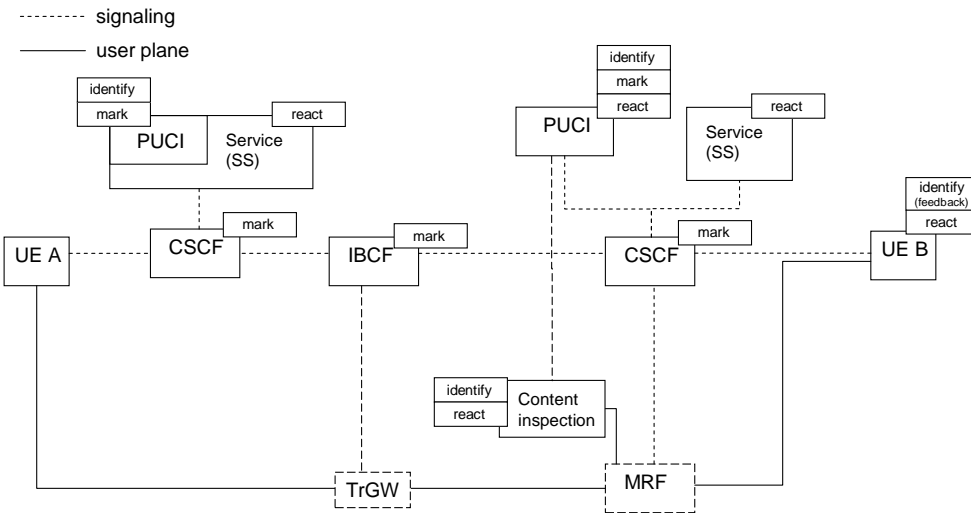 signaling
user plane
identify
mark
react
PUCI
Service
(SS)
identify
mark
react
PUCI
react
Service
(SS)
identify
(feedback)
react
UE A
mark
CSCF
mark
IBCF
mark
CSCF
UE B
identify
react
Content
inspection
TrGW
MRF